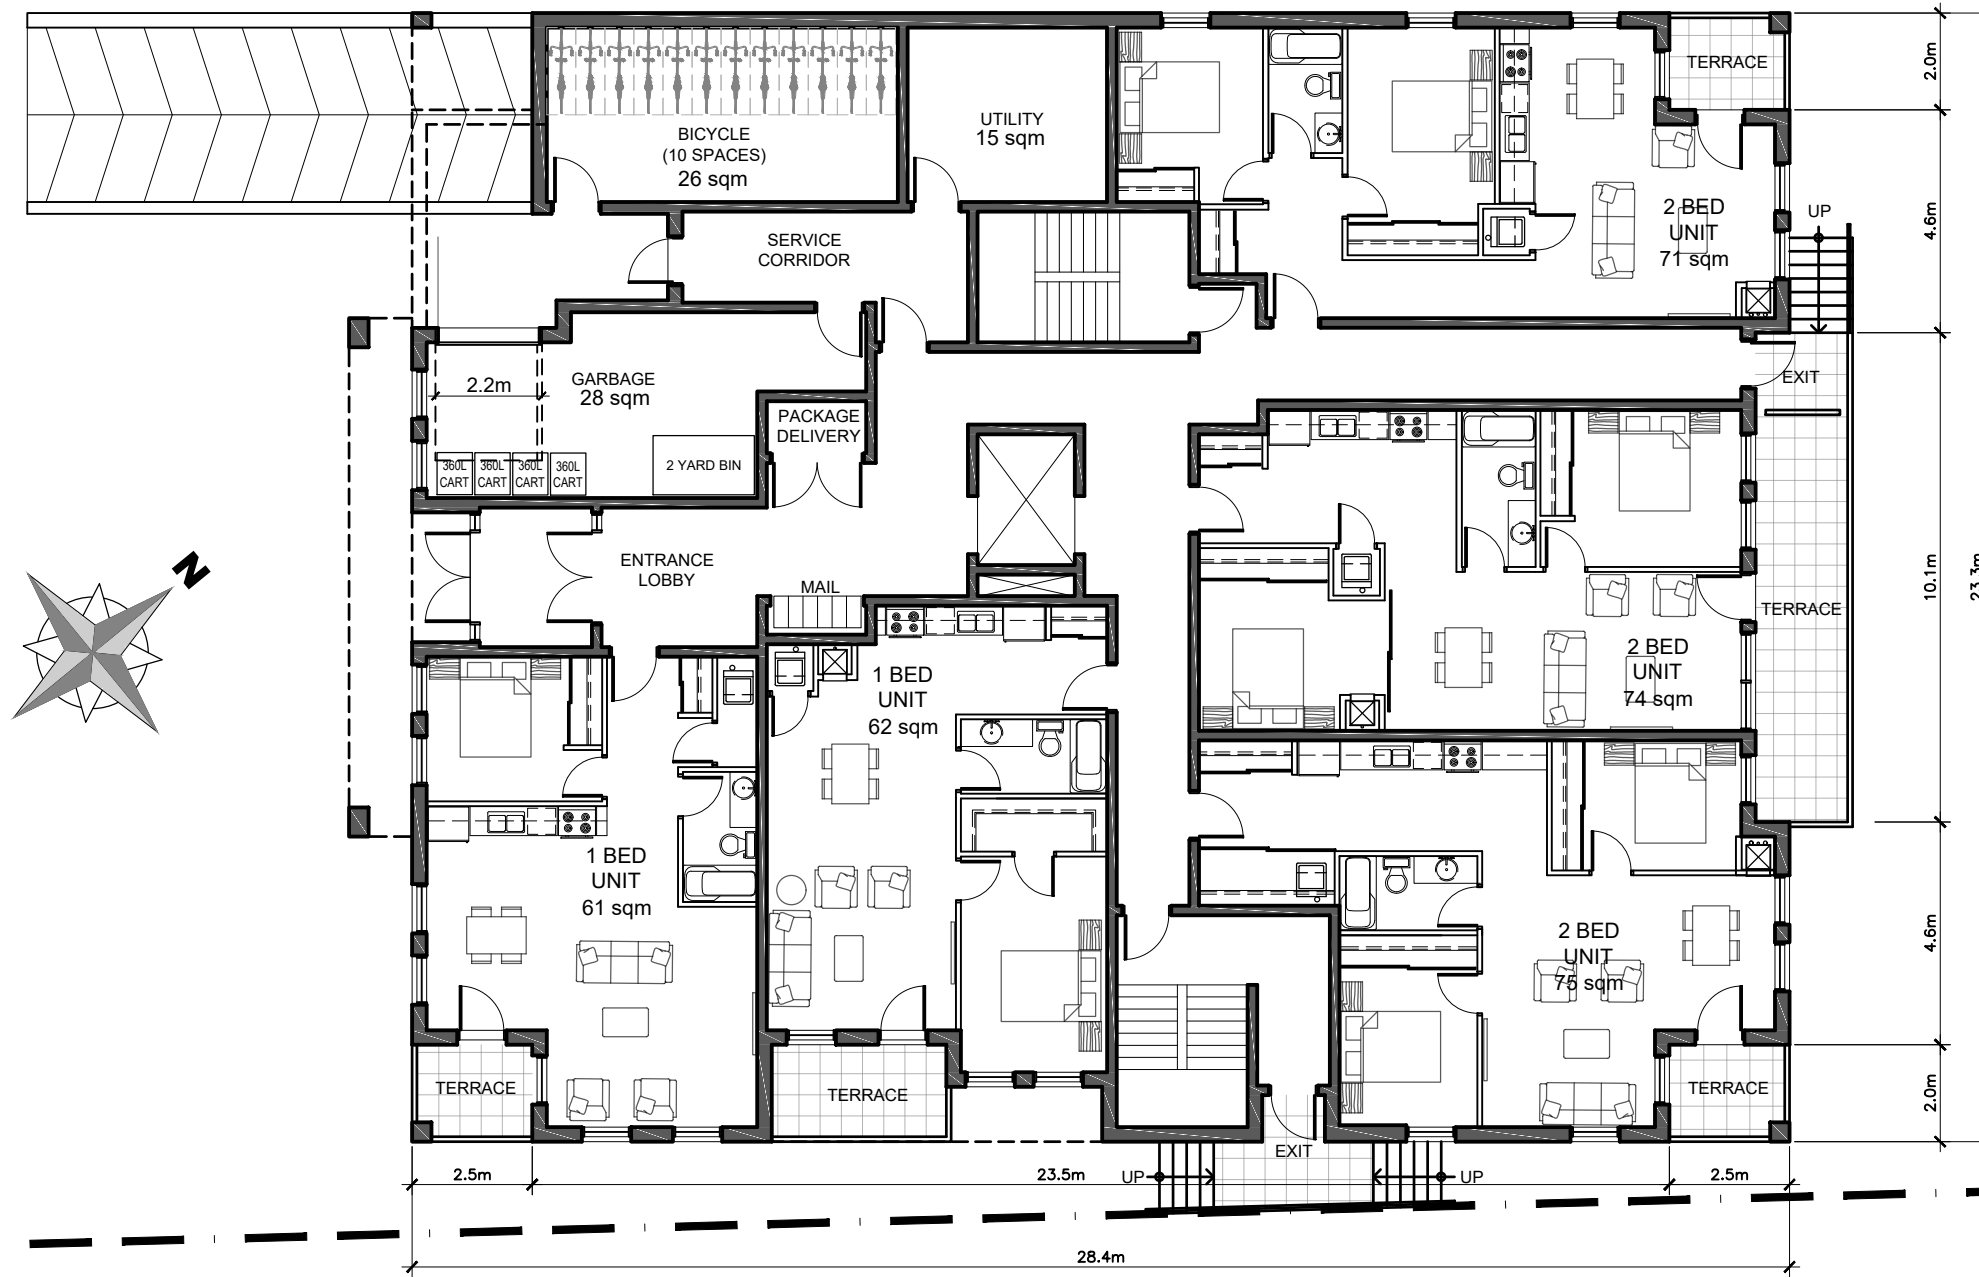 TERRACE
2.0m
UTILITY
15 sqm
BICYCLE
(10 SPACES)
26 sqm
2 BED
UNIT
71 sqm
UP
4.6m
SERVICE
CORRIDOR
2.2m
GARBAGE
28 sqm
EXIT
PACKAGE
DELIVERY
360L
CART
360L
CART
360L
CART
360L
CART
2 YARD BIN
N
ENTRANCE
LOBBY
MAIL
TERRACE
10.1m
23.3m
2 BED
UNIT
74 sqm
1 BED
UNIT
62 sqm
1 BED
UNIT
61 sqm
2 BED
UNIT
75 sqm
4.6m
TERRACE
TERRACE
TERRACE
2.0m
EXIT
2.5m
23.5m
UP
UP
2.5m
28.4m